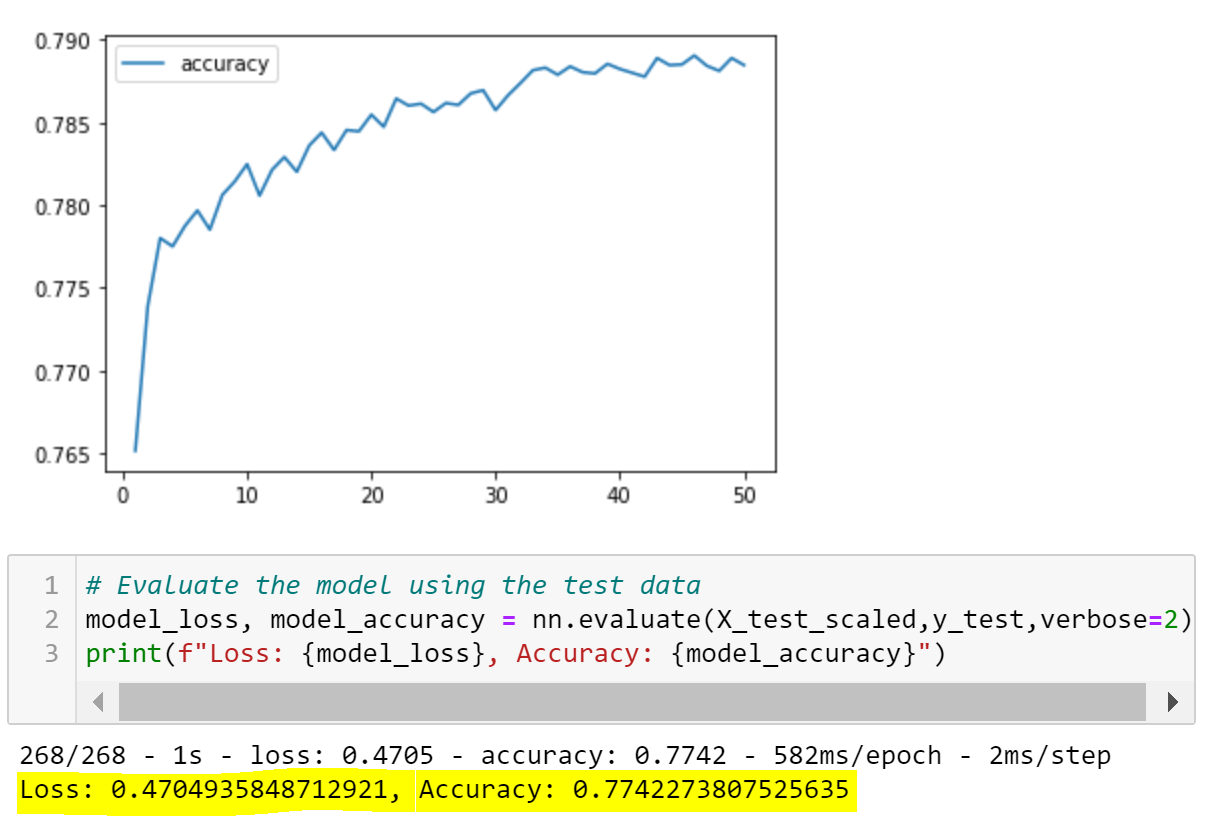 0.790
accuracy
0.785
0.780
0.775
0.770
0.765
0 10 20 30 40 50
1 # Evaluate the model using the test data
2 model_loss, model_accuracy = nn.evaluate(X_test_scaled,y_test,verbose=2)
3 print(f"Loss: {model_loss}, Accuracy: {model_accuracy}")
268/268 - 1s - loss: 0.4705 - accuracy: 0.7742 - 582ms/epoch - 2ms/step
Loss: 0.4704935848712921, Accuracy: 0.7742273807525635